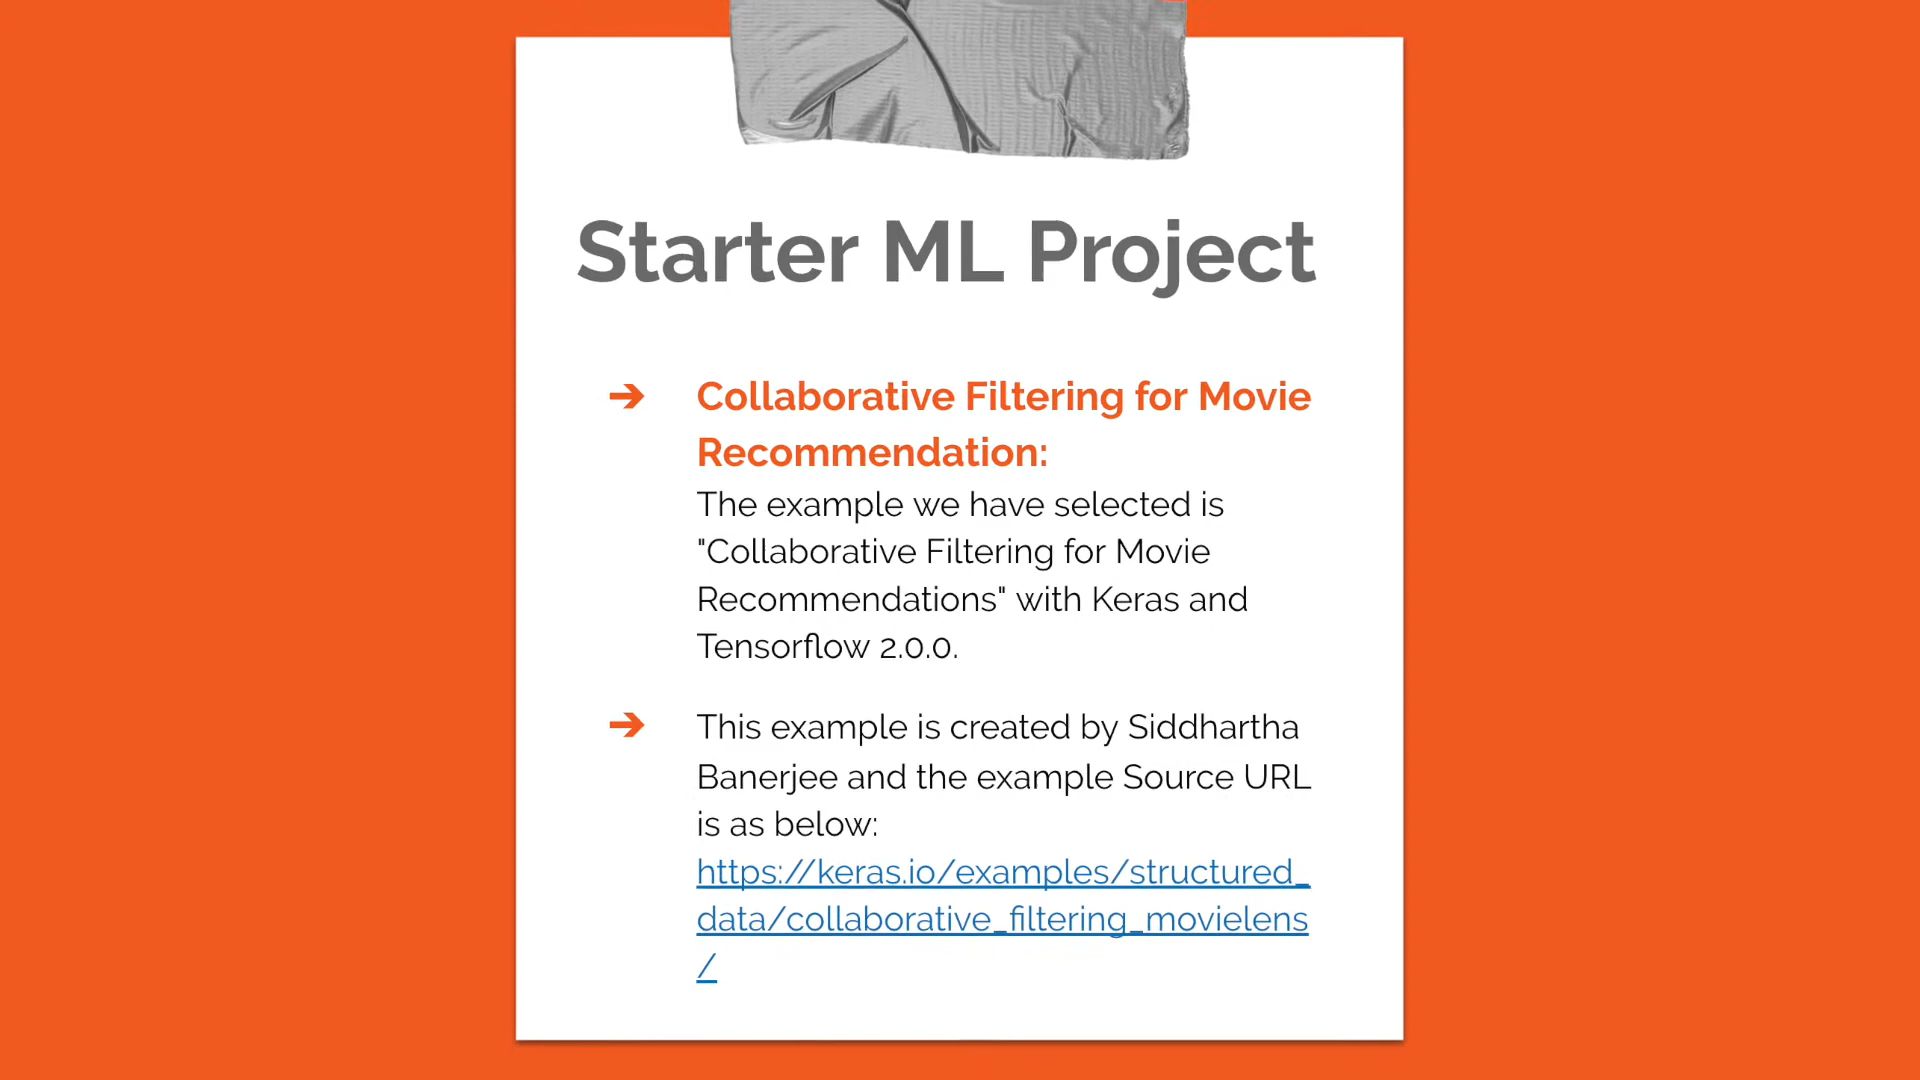 Starter ML Project
➔ Collaborative Filtering for Movie
Recommendation:
The example we have selected is
"Collaborative Filtering for Movie
Recommendations" with Keras and
Tensorflow 2.0.0.
➔ This example is created by Siddhartha
Banerjee and the example Source URL
is as below:
https://keras.io/examples/structured_
data/collaborative_filtering_movielens
/